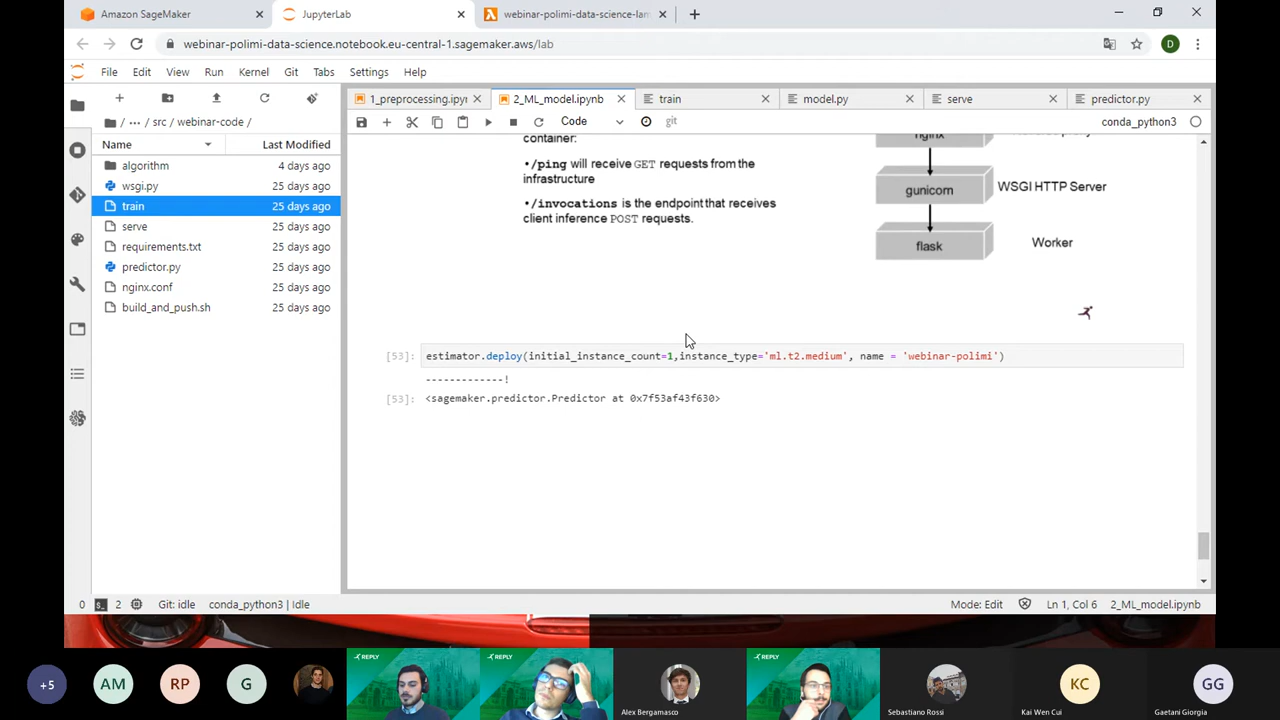 Amazon SageMaker
JupyterLab
webinar-polimi-data-science-lam
webinar-polimi-data-science.notebook.eu-central-1.sagemaker.aws/lab
D
File Edit View Run Kernel Git Tabs Settings Help
1_preprocessing.ipyr
2_ML_model.ipynb
train
model.py
serve
predictor.py
Code
git
conda_python3
/ ... / src / webinar-code /
Name Last Modified
algorithm 4 days ago
wsgi.py 25 days ago
train 25 days ago
serve 25 days ago
requirements.txt 25 days ago
predictor.py 25 days ago
nginx.conf 25 days ago
build_and_push.sh 25 days ago
container:
•/ping will receive GET requests from the
infrastructure
•/invocations is the endpoint that receives
client inference POST requests.
nginx
gunicorn
WSGI HTTP Server
flask
Worker
[53]: estimator.deploy(initial_instance_count=1,instance_type='ml.t2.medium', name = 'webinar-polimi')
-------------!
[53]: <sagemaker.predictor.Predictor at 0x7f53af43f630>
0 2 Git: idle conda_python3 | Idle
Mode: Edit Ln 1, Col 6 2_ML_model.ipynb
+5
AM
RP
G
REPLY
REPLY
Alex Bergamasco
REPLY
Sebastiano Rossi
KC
Kai Wen Cui
GG
Gaetani Giorgia